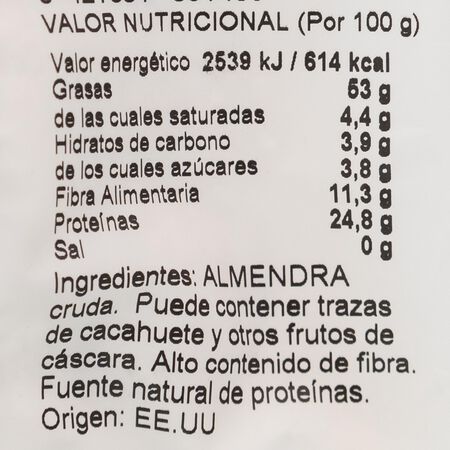 VALOR NUTRICIONAL (Por 100 g)
Valor energético 2539 kJ / 614 kcal
Grasas 53 g
de las cuales saturadas 4,4 g
Hidratos de carbono 3,9 g
de los cuales azúcares 3,8 g
Fibra Alimentaria 11,3 g
Proteínas 24,8 g
Sal 0 g
Ingredientes: ALMENDRA
cruda. Puede contener trazas
de cacahuete y otros frutos de
cáscara. Alto contenido de fibra.
Fuente natural de proteínas.
Origen: EE.UU